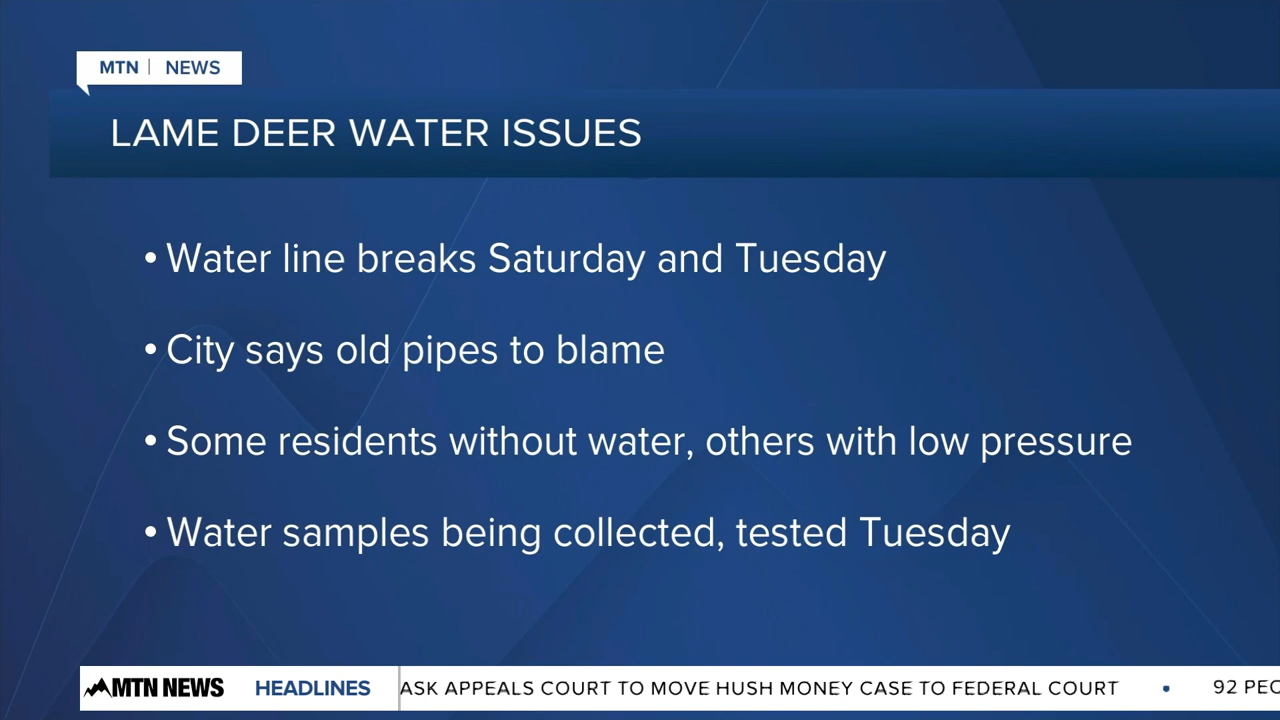 MTN | NEWS
LAME DEER WATER ISSUES
• Water line breaks Saturday and Tuesday
• City says old pipes to blame
• Some residents without water, others with low pressure
• Water samples being collected, tested Tuesday
MTN NEWS HEADLINES ASK APPEALS COURT TO MOVE HUSH MONEY CASE TO FEDERAL COURT • 92